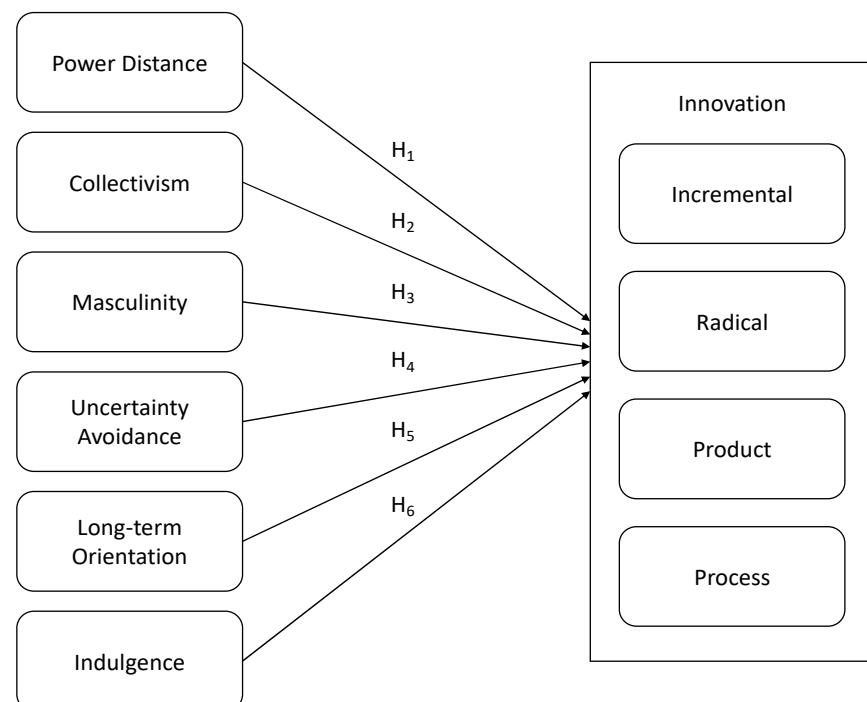 Power Distance
Collectivism
Masculinity
Uncertainty
Avoidance
Long-term
Orientation
Indulgence
H₁
H₂
H₃
H₄
H₅
H₆
Innovation
Incremental
Radical
Product
Process